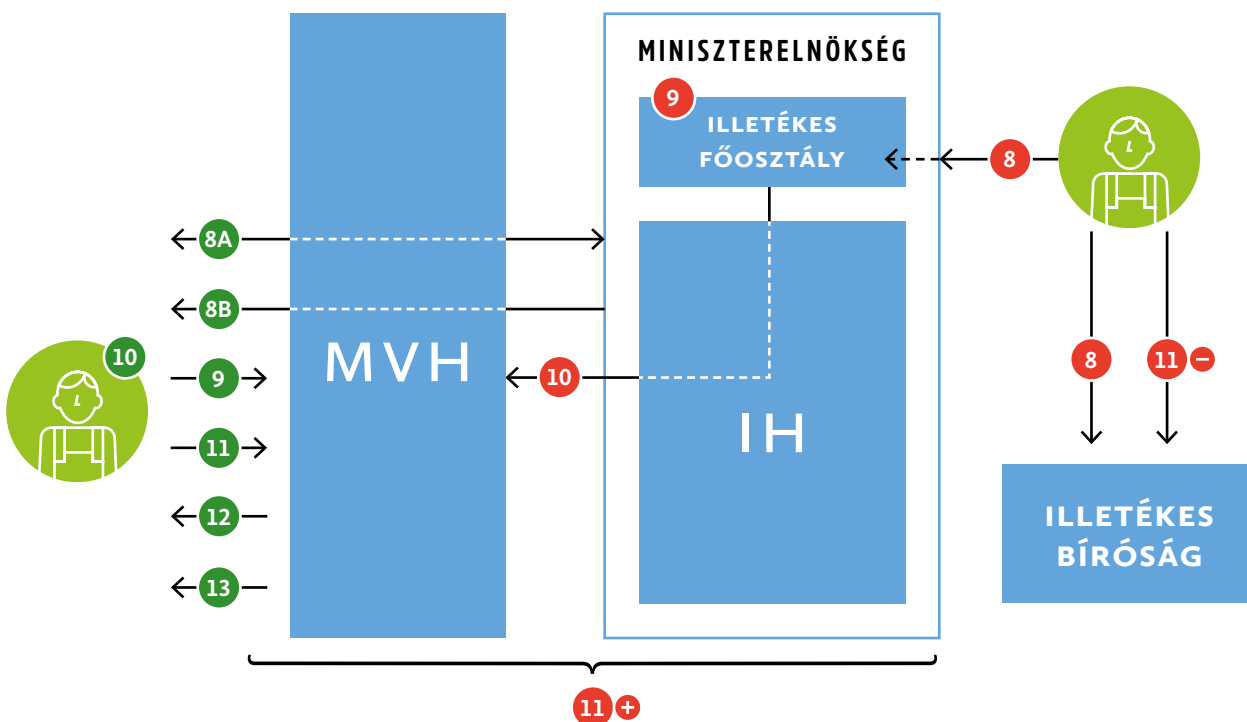 MINISZTERELNÖKSÉG
9
ILLETÉKES
FŐOSZTÁLY
8
8A
8B
10
9
MVH
10
8
11 −
IH
11
12
ILLETÉKES
BÍRÓSÁG
13
11 +